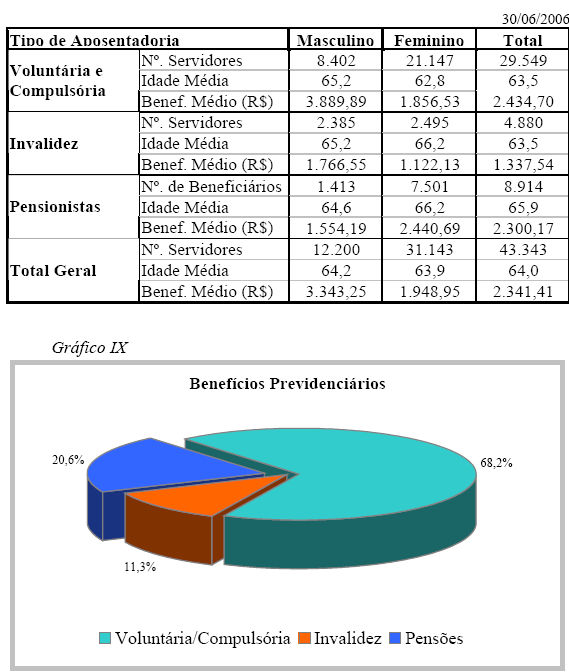 30/06/2006
Tipo de Aposentadoria Masculino Feminino Total
Voluntária e Compulsória Nº. Servidores 8.402 21.147 29.549
Idade Média 65,2 62,8 63,5
Benef. Médio (R$) 3.889,89 1.856,53 2.434,70
Invalidez Nº. Servidores 2.385 2.495 4.880
Idade Média 65,2 66,2 63,5
Benef. Médio (R$) 1.766,55 1.122,13 1.337,54
Pensionistas Nº. de Beneficiários 1.413 7.501 8.914
Idade Média 64,6 66,2 65,9
Benef. Médio (R$) 1.554,19 2.440,69 2.300,17
Total Geral Nº. Servidores 12.200 31.143 43.343
Idade Média 64,2 63,9 64,0
Benef. Médio (R$) 3.343,25 1.948,95 2.341,41
Gráfico IX
Benefícios Previdenciários
20,6%
68,2%
11,3%
Voluntária/Compulsória Invalidez Pensões